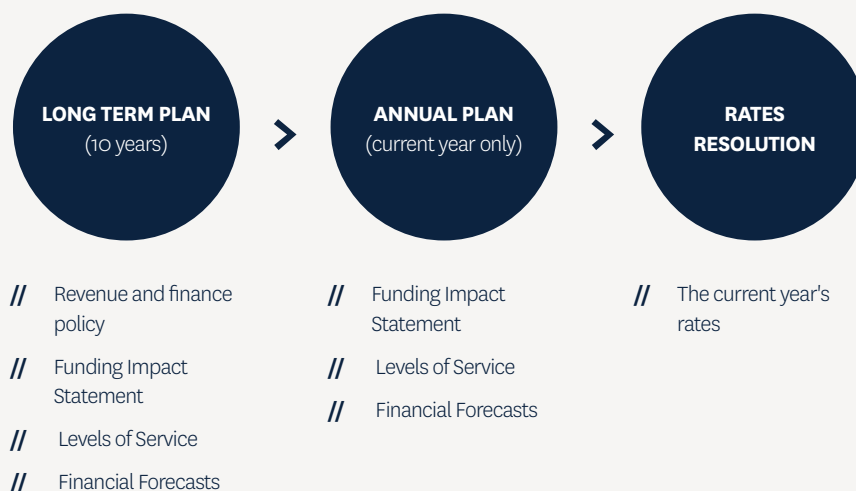 LONG TERM PLAN
(10 years)
>
ANNUAL PLAN
(current year only)
>
RATES
RESOLUTION
// Revenue and finance
policy
// Funding Impact
Statement
// Levels of Service
// Financial Forecasts
// Funding Impact
Statement
// Levels of Service
// Financial Forecasts
// The current year's
rates